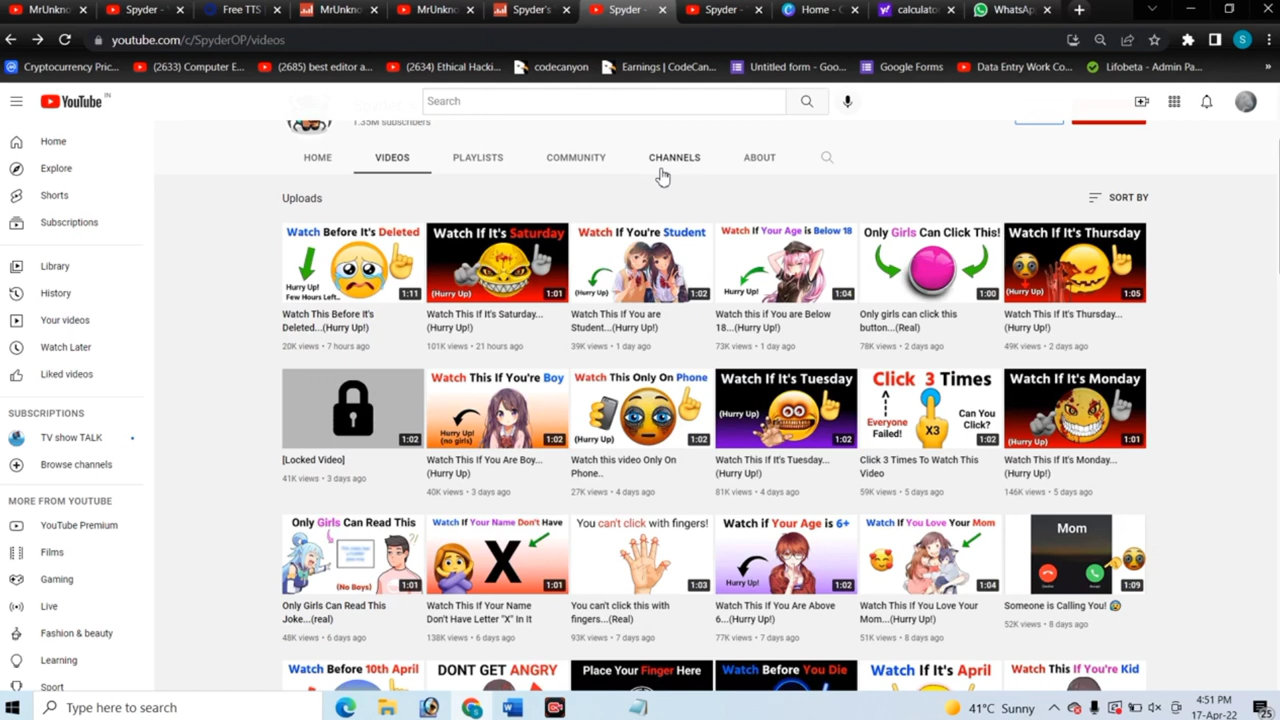 MrUnkno
Spyder -
Free TTS
MrUnkno
MrUnkn
Spyder's
Spyder -
Spyder -
Home - C
calculator
WhatsAp
youtube.com/c/SpyderOP/videos
Cryptocurrency Pric...
(2633) Computer E...
(2685) best editor a...
(2634) Ethical Hacki...
codecanyon
Earnings | CodeCan...
Untitled form - Goo...
Google Forms
Data Entry Work Co...
Lifobeta - Admin Pa...
»
YouTube IN
Search
1.35M subscribers
HOME
VIDEOS
PLAYLISTS
COMMUNITY
CHANNELS
ABOUT
Home
Explore
Shorts
Subscriptions
Library
History
Your videos
Watch Later
Liked videos
SUBSCRIPTIONS
TV show TALK
Browse channels
MORE FROM YOUTUBE
YouTube Premium
Films
Gaming
Live
Fashion & beauty
Learning
Sport
Uploads
SORT BY
Watch Before It's Deleted
Hurry Up!
Few Hours Left...
1:11
Watch This Before It's
Deleted...(Hurry Up!)
20K views • 7 hours ago
Watch If It's Saturday
(Hurry Up!)
1:01
Watch This If It's Saturday...
(Hurry Up!)
101K views • 21 hours ago
Watch If You're Student
(Hurry Up)
1:02
Watch This If You are
Student...(Hurry Up!)
39K views • 1 day ago
Watch If Your Age is Below 18
Hurry Up!
1:04
Watch this if You are Below
18...(Hurry Up!)
73K views • 1 day ago
Only Girls Can Click This!
1:00
Only girls can click this
button...(Real)
78K views • 2 days ago
Watch If It's Thursday
(Hurry Up!)
1:05
Watch This If It's Thursday...
(Hurry Up!)
49K views • 2 days ago
1:02
[Locked Video]
41K views • 3 days ago
Watch This If You're Boy
Hurry Up!
(no girls)
1:02
Watch This If You Are Boy...
(Hurry Up)
40K views • 3 days ago
Watch This Only On Phone
(Hurry Up)
1:02
Watch this video Only On
Phone..
27K views • 4 days ago
Watch If It's Tuesday
(Hurry Up)
1:02
Watch This If It's Tuesday...
(Hurry Up!)
81K views • 4 days ago
Click 3 Times
Everyone
Failed!
X3
Can You
Click?
1:02
Click 3 Times To Watch This
Video
59K views • 5 days ago
Watch If It's Monday
(Hurry Up)
1:01
Watch This If It's Monday...
(Hurry Up!)
146K views • 5 days ago
Only Girls Can Read This
(No Boys)
1:01
Only Girls Can Read This
Joke...(real)
48K views • 6 days ago
Watch If Your Name Don't Have
X
1:01
Watch This If Your Name
Don't Have Letter "X" In It
138K views • 6 days ago
You can't click with fingers!
1:03
You can't click this with
fingers...(Real)
93K views • 7 days ago
Watch if Your Age is 6+
Hurry Up!
1:02
Watch This If You Are Above
6...(Hurry Up!)
77K views • 7 days ago
Watch If You Love Your Mom
1:04
Watch This If You Love Your
Mom...(Hurry Up!)
51K views • 8 days ago
Mom
1:09
Someone is Calling You! 😰
52K views • 8 days ago
Watch Before 10th April
DONT GET ANGRY
Place Your Finger Here
Watch Before You Die
Watch If It's April
Watch This If You're Kid
Type here to search
41°C Sunny
4:51 PM
17-Apr-22